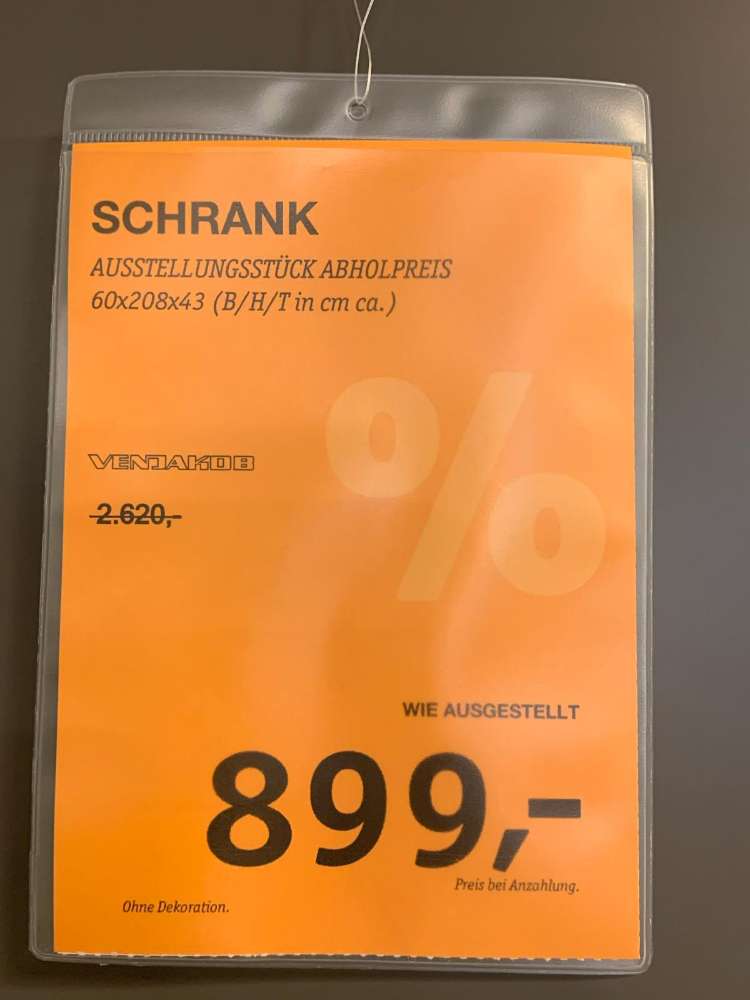 SCHRANK
AUSSTELLUNGSSTÜCK ABHOLPREIS
60x208x43 (B/H/T in cm ca.)
%
VENJAKOB
2.620,-
WIE AUSGESTELLT
899,-
Preis bei Anzahlung.
Ohne Dekoration.